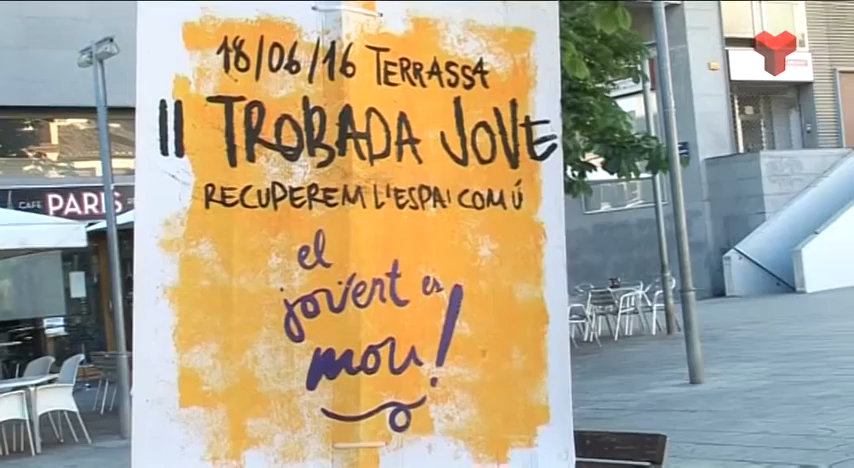 18/06/16 TERRASSA
II TROBADA JOVE
RECUPEREM L'ESPAI COMÚ
el
jovent es
mou!
CAFE PARIS